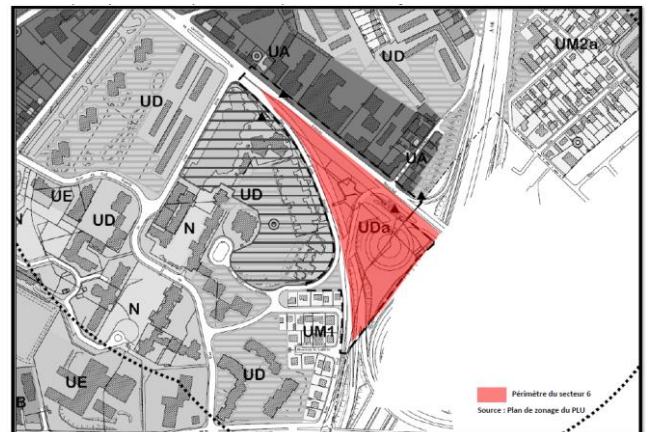 UA
UD
UM2a
UD
UA
UE
UD
UD
UDa
N
N
N
UM1
UE
UD
B
Périmètre du secteur 6
Source : Plan de zonage du PLU